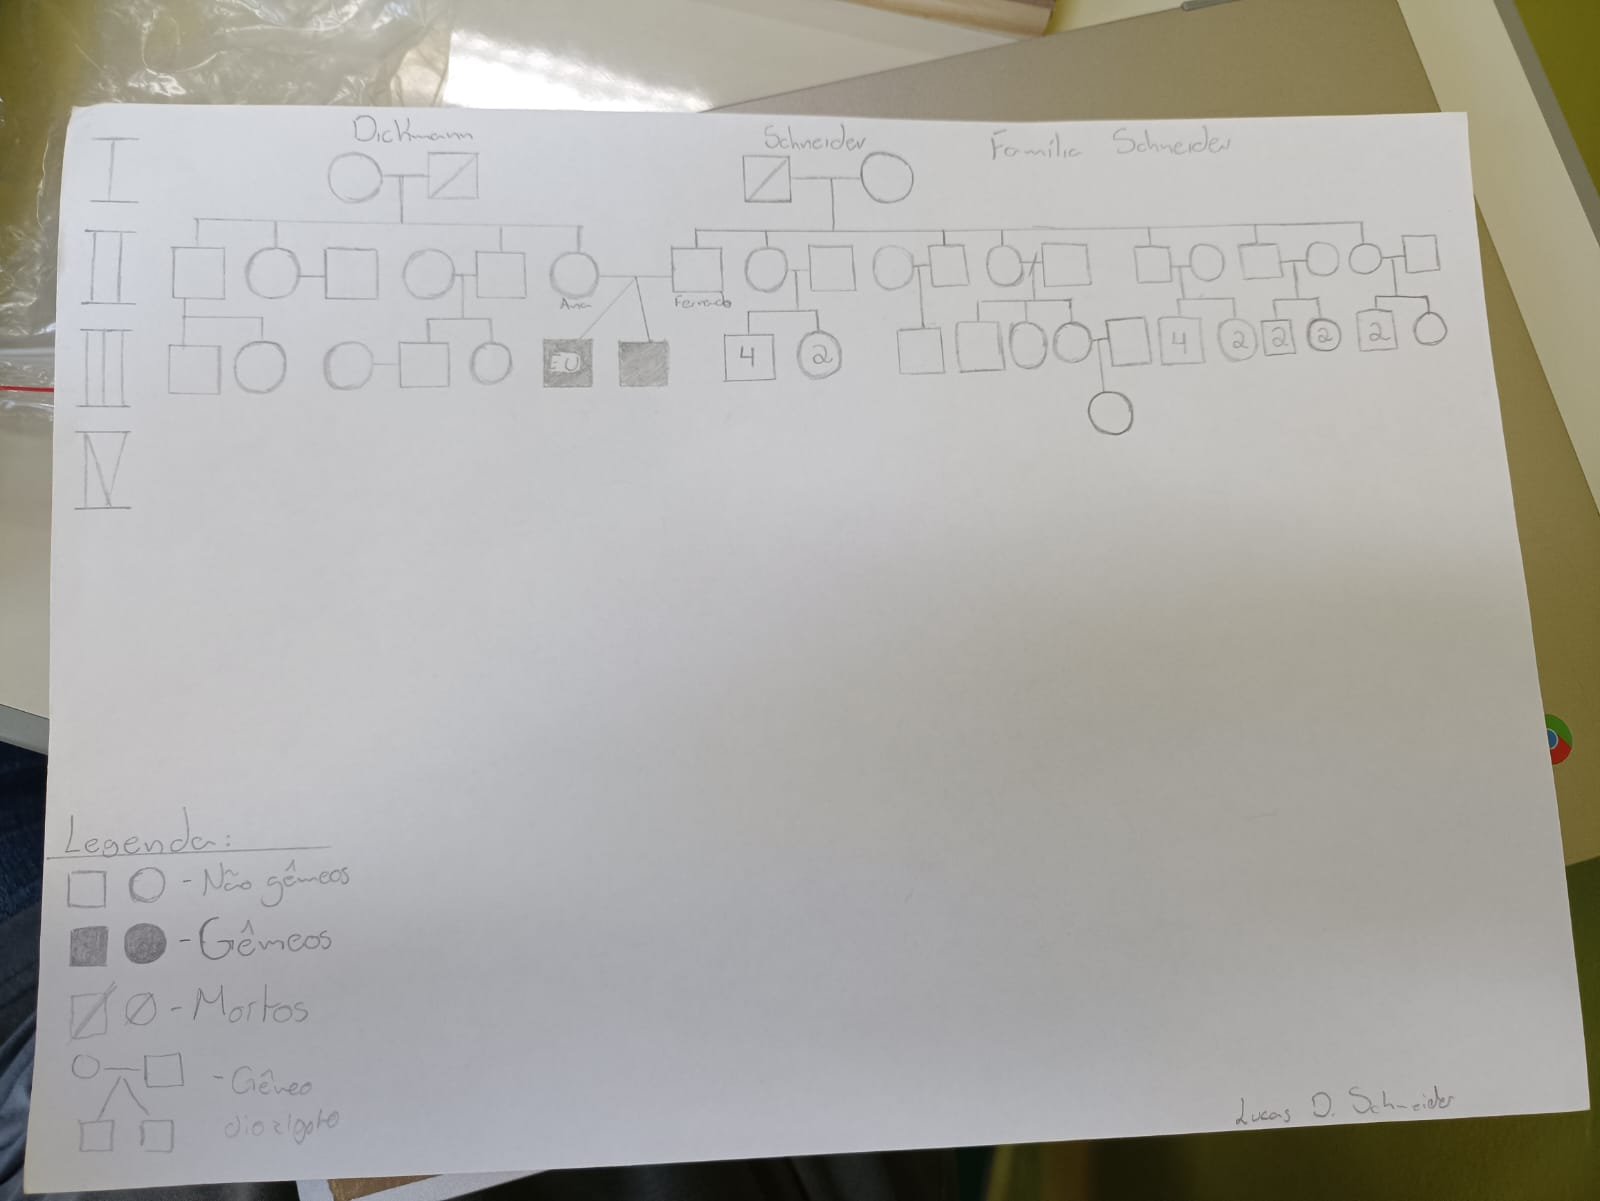 Dickmann
Schneider
Família Schneider
I
II
Ana
Fernando
III
EU
4
2
4
2
2
2
2
IV
Legenda:
- Não gêmeos
- Gêmeos
- Mortos
- Gêmeo
diozigoto
Lucas D. Schneider